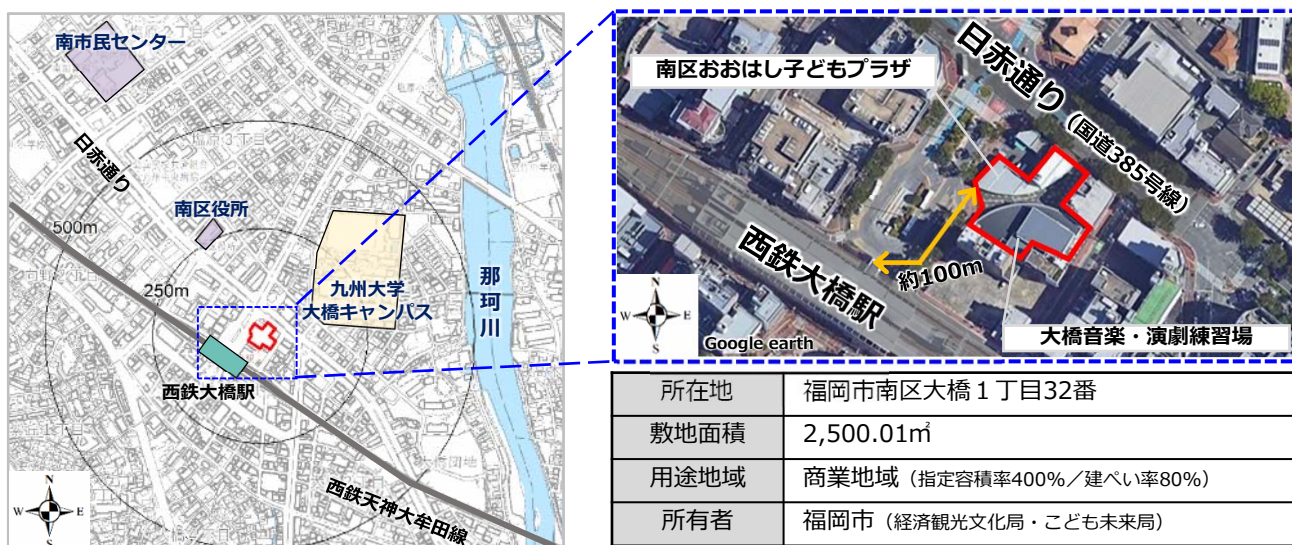 南市民センター
日赤通り
南区役所
500m
250m
九州大学
大橋キャンパス
那珂川
西鉄大橋駅
西鉄天神大牟田線
N
W
E
S
南区おおはし子どもプラザ
日赤通り（国道385号線）
西鉄大橋駅
約100m
大橋音楽・演劇練習場
N
W
E
S
Google earth
所在地 福岡市南区大橋１丁目32番
敷地面積 2,500.01㎡
用途地域 商業地域（指定容積率400%／建ぺい率80%）
所有者 福岡市（経済観光文化局・こども未来局）